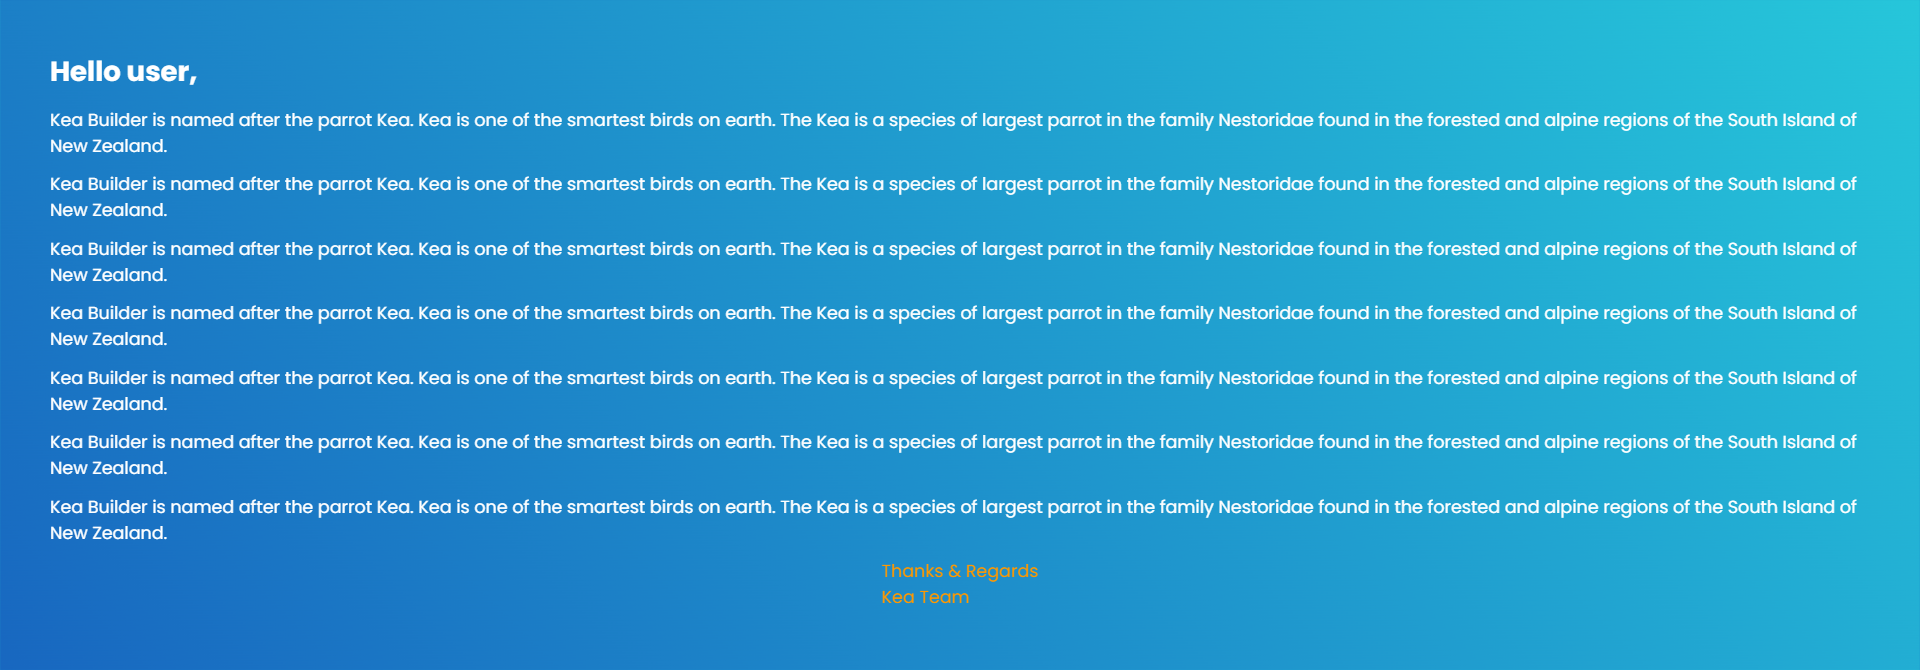 Hello user,
Kea Builder is named after the parrot Kea. Kea is one of the smartest birds on earth. The Kea is a species of largest parrot in the family Nestoridae found in the forested and alpine regions of the South Island of
New Zealand.
Kea Builder is named after the parrot Kea. Kea is one of the smartest birds on earth. The Kea is a species of largest parrot in the family Nestoridae found in the forested and alpine regions of the South Island of
New Zealand.
Kea Builder is named after the parrot Kea. Kea is one of the smartest birds on earth. The Kea is a species of largest parrot in the family Nestoridae found in the forested and alpine regions of the South Island of
New Zealand.
Kea Builder is named after the parrot Kea. Kea is one of the smartest birds on earth. The Kea is a species of largest parrot in the family Nestoridae found in the forested and alpine regions of the South Island of
New Zealand.
Kea Builder is named after the parrot Kea. Kea is one of the smartest birds on earth. The Kea is a species of largest parrot in the family Nestoridae found in the forested and alpine regions of the South Island of
New Zealand.
Kea Builder is named after the parrot Kea. Kea is one of the smartest birds on earth. The Kea is a species of largest parrot in the family Nestoridae found in the forested and alpine regions of the South Island of
New Zealand.
Kea Builder is named after the parrot Kea. Kea is one of the smartest birds on earth. The Kea is a species of largest parrot in the family Nestoridae found in the forested and alpine regions of the South Island of
New Zealand.
Thanks & Regards
Kea Team